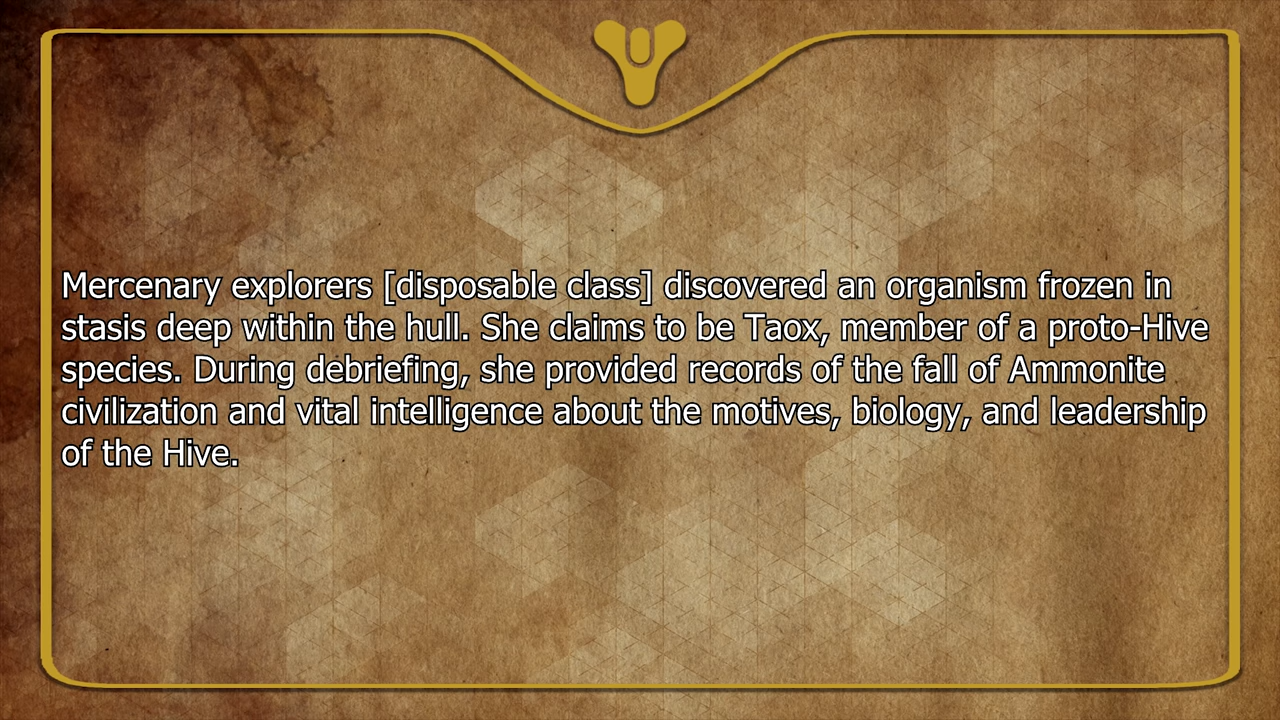 Mercenary explorers [disposable class] discovered an organism frozen in
stasis deep within the hull. She claims to be Taox, member of a proto-Hive
species. During debriefing, she provided records of the fall of Ammonite
civilization and vital intelligence about the motives, biology, and leadership
of the Hive.